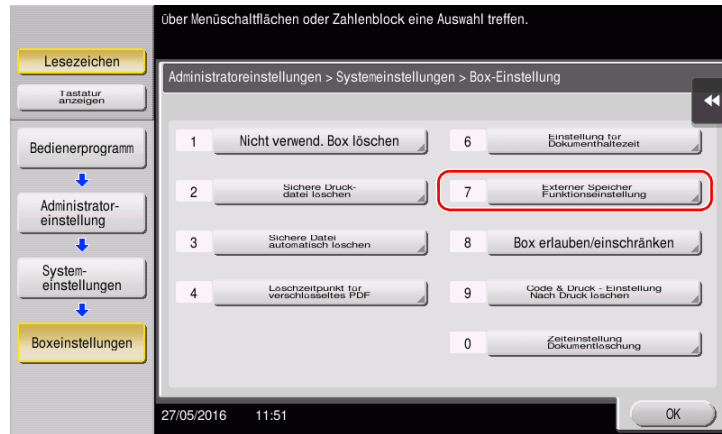 über Menüschaltflächen oder Zahlenblock eine Auswahl treffen.
Lesezeichen
Tastatur
anzeigen
Bedienerprogramm
Administrator-
einstellung
System-
einstellungen
Boxeinstellungen
Administratoreinstellungen > Systemeinstellungen > Box-Einstellung
1 Nicht verwend. Box löschen
2 Sichere Druck-
datei löschen
3 Sichere Datei
automatisch löschen
4 Löschzeitpunkt für
verschlüsseltes PDF
6 Einstellung für
Dokumenthaltezeit
7 Externer Speicher
Funktionseinstellung
8 Box erlauben/einschränken
9 Code & Druck - Einstellung
Nach Druck löschen
0 Zeiteinstellung
Dokumentlöschung
27/05/2016 11:51
OK